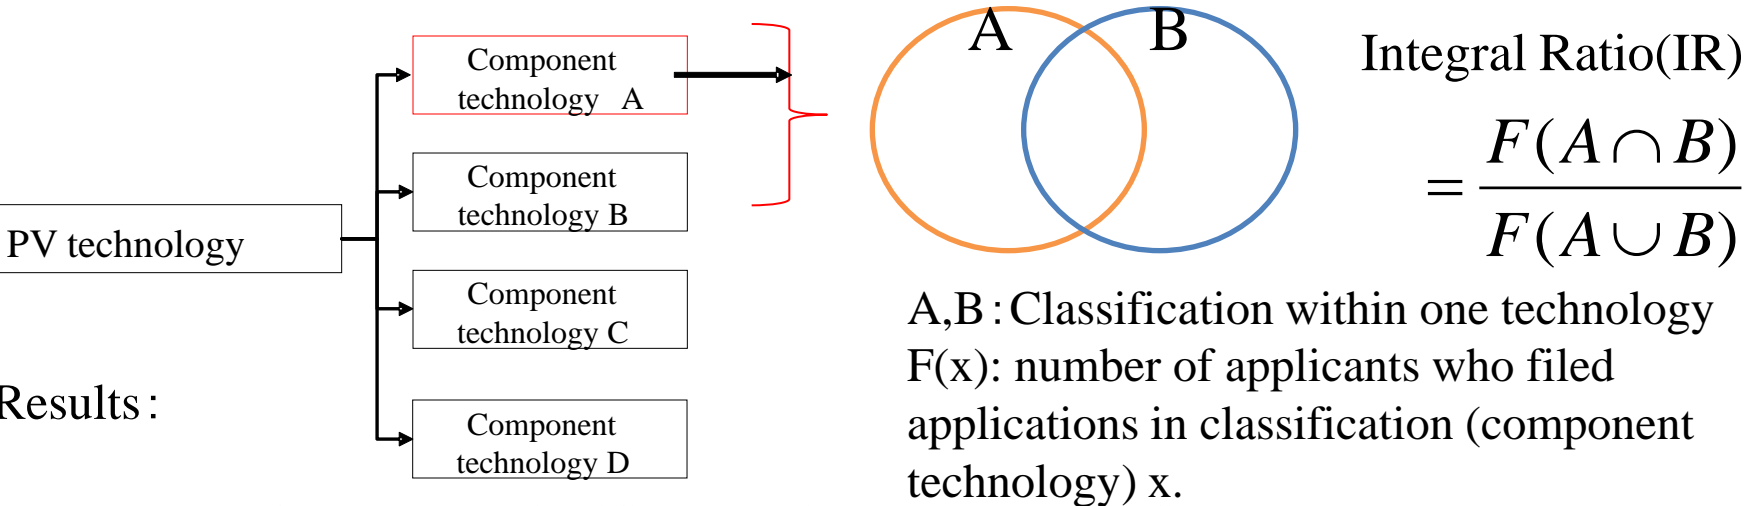 PV technology
Results:
Component
technology A
Component
technology B
Component
technology C
Component
technology D
A
B
Integral Ratio(IR)
= F(A∩B)
F(A∪B)
A,B:Classification within one technology
F(x): number of applicants who filed
applications in classification (component
technology) x.